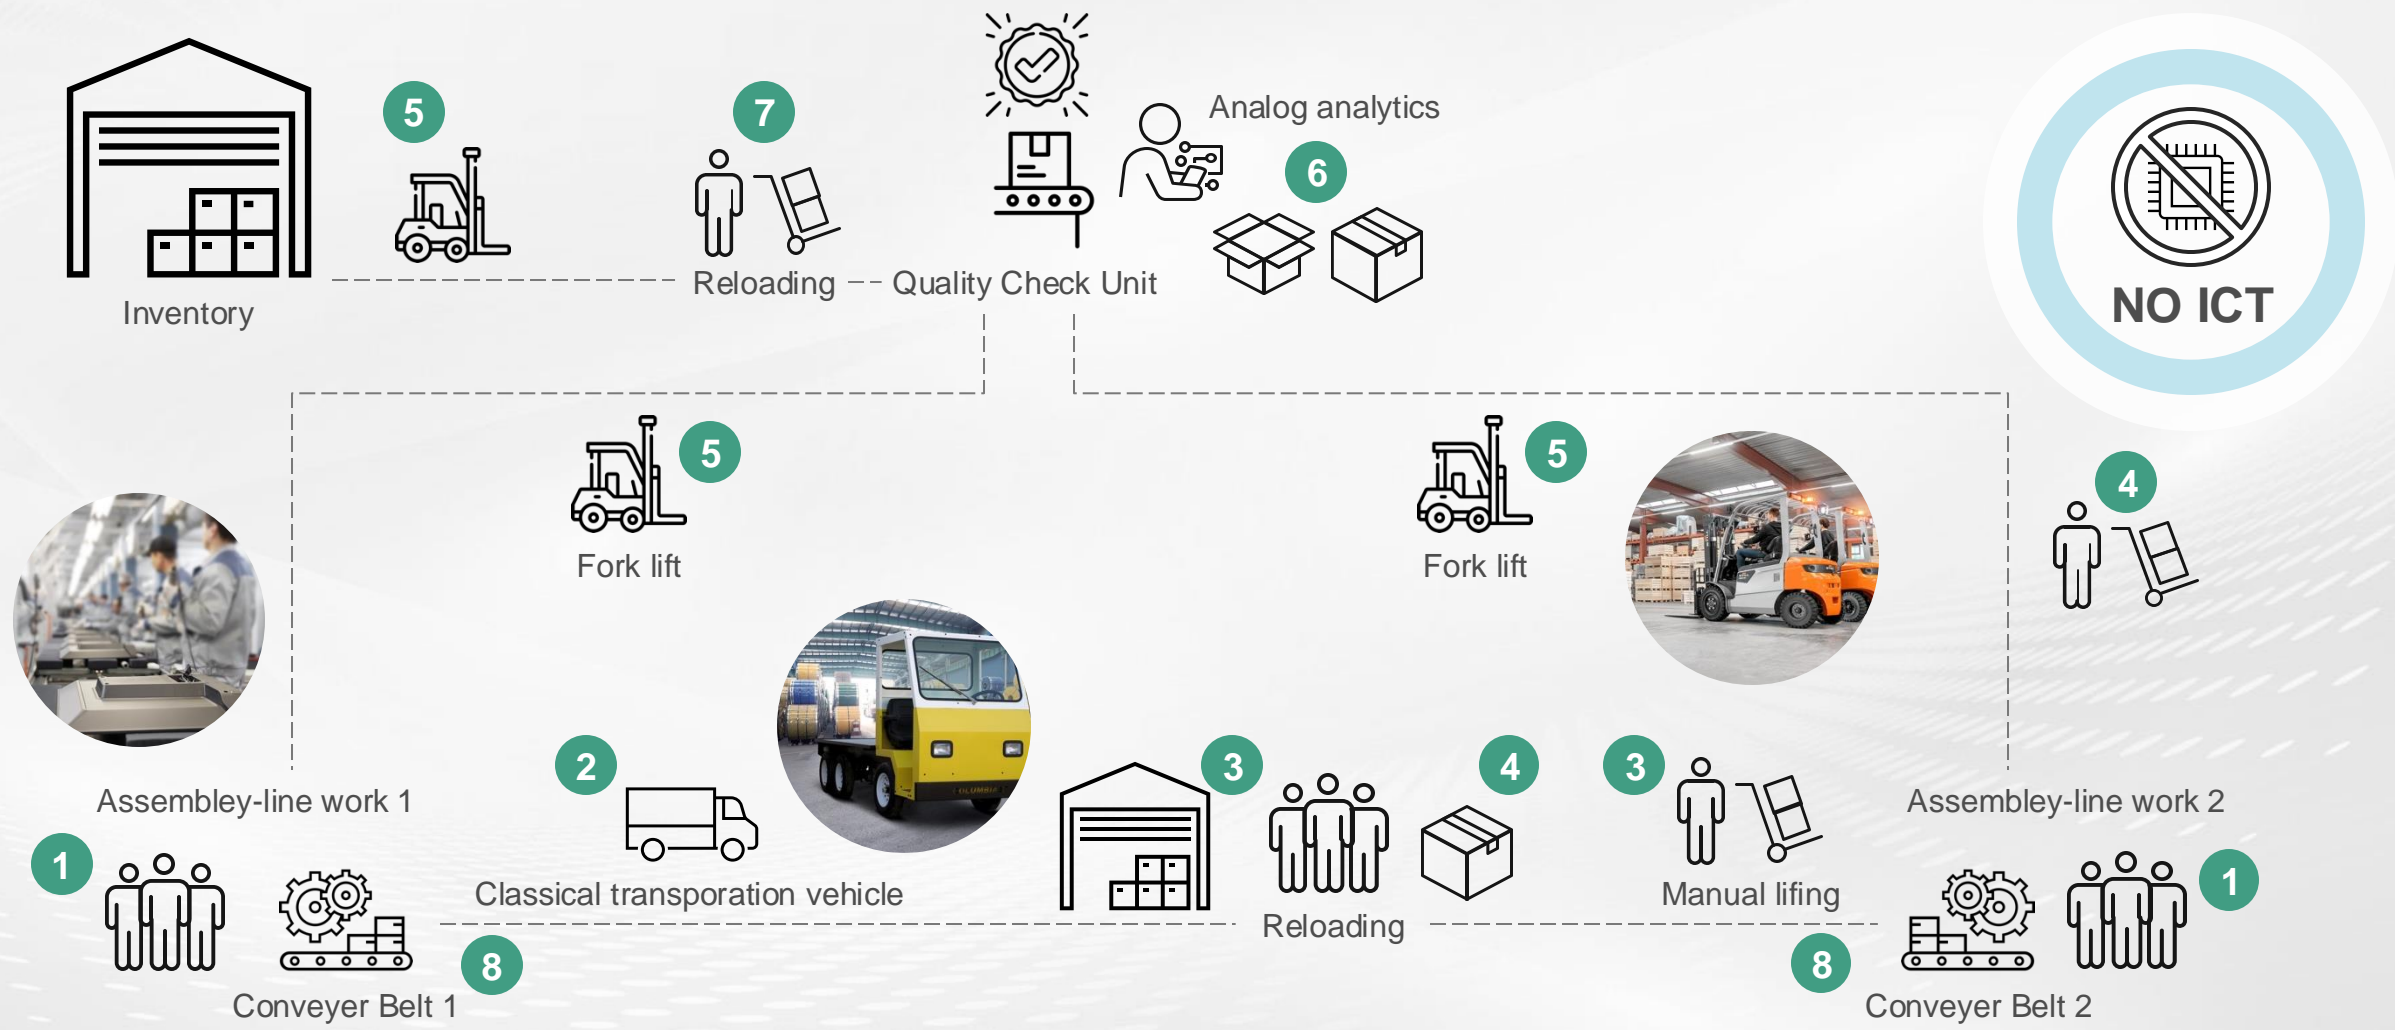 5
7
Analog analytics
6
Inventory
Reloading
Quality Check Unit
NO ICT
5
Fork lift
5
Fork lift
4
Assembley-line work 1
1
2
Classical transporation vehicle
3
4
3
Reloading
Manual lifing
Assembley-line work 2
1
8
Conveyer Belt 1
8
Conveyer Belt 2